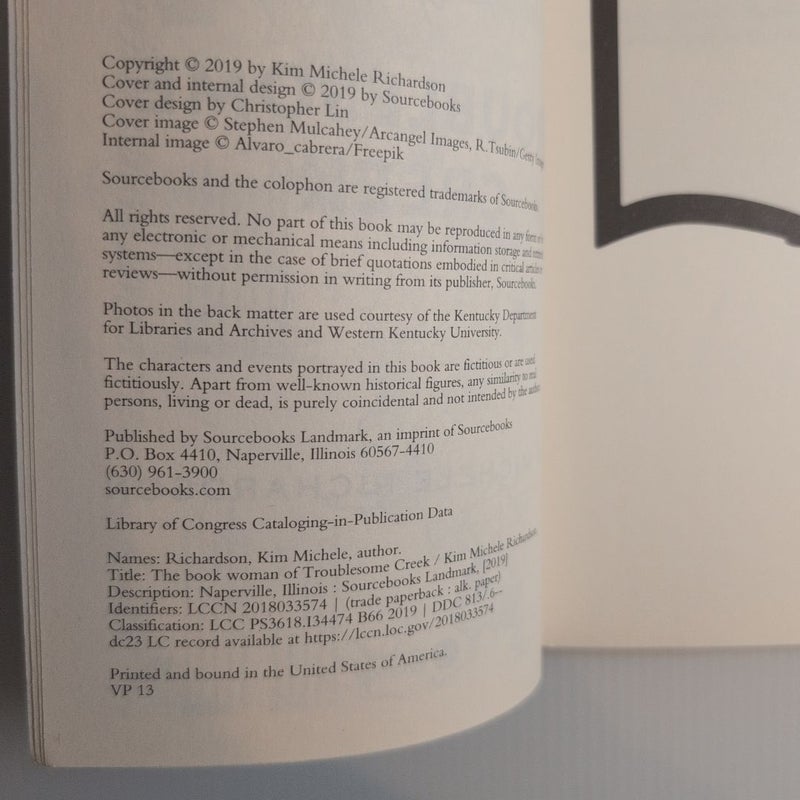 Copyright © 2019 by Kim Michele Richardson
Cover and internal design © 2019 by Sourcebooks
Cover design by Christopher Lin
Cover image © Stephen Mulcahey/Arcangel Images, R.Tsubin/Getty Images
Internal image © Alvaro_cabrera/Freepik
Sourcebooks and the colophon are registered trademarks of Sourcebooks
All rights reserved. No part of this book may be reproduced in any form or
any electronic or mechanical means including information storage and
systems—except in the case of brief quotations embodied in critical articles
reviews—without permission in writing from its publisher, Sourcebooks.
Photos in the back matter are used courtesy of the Kentucky Department
for Libraries and Archives and Western Kentucky University.
The characters and events portrayed in this book are fictitious or are used
fictitiously. Apart from well-known historical figures, any similarity to real
persons, living or dead, is purely coincidental and not intended by the author.
Published by Sourcebooks Landmark, an imprint of Sourcebooks
P.O. Box 4410, Naperville, Illinois 60567-4410
(630) 961-3900
sourcebooks.com
Library of Congress Cataloging-in-Publication Data
Names: Richardson, Kim Michele, author.
Title: The book woman of Troublesome Creek / Kim Michele Richardson.
Description: Naperville, Illinois : Sourcebooks Landmark, [2019]
Identifiers: LCCN 2018033574 | (trade paperback : alk. paper)
Classification: LCC PS3618.I34474 B66 2019 | DDC 813/.6--
dc23 LC record available at https://lccn.loc.gov/2018033574
Printed and bound in the United States of America.
VP 13